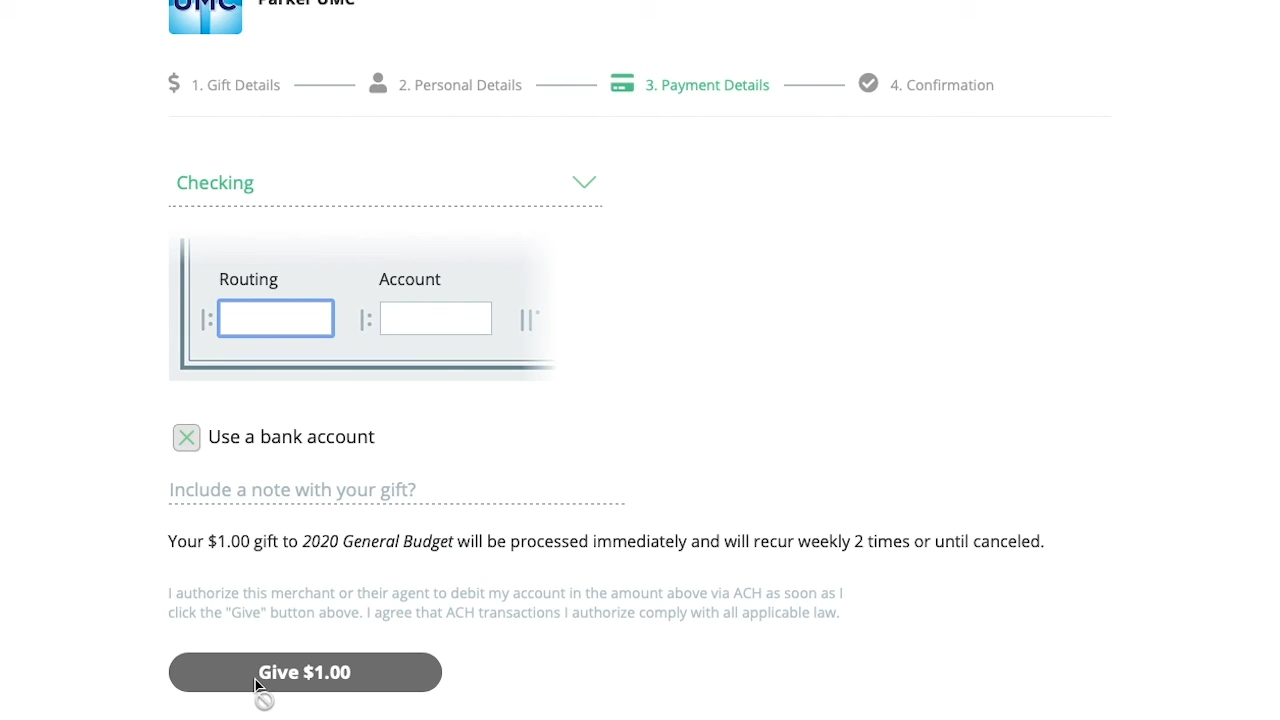 UMC Parker UMC
$ 1. Gift Details 2. Personal Details 3. Payment Details 4. Confirmation
Checking
Routing Account
Use a bank account
Include a note with your gift?
Your $1.00 gift to 2020 General Budget will be processed immediately and will recur weekly 2 times or until canceled.
I authorize this merchant or their agent to debit my account in the amount above via ACH as soon as I
click the "Give" button above. I agree that ACH transactions I authorize comply with all applicable law.
Give $1.00